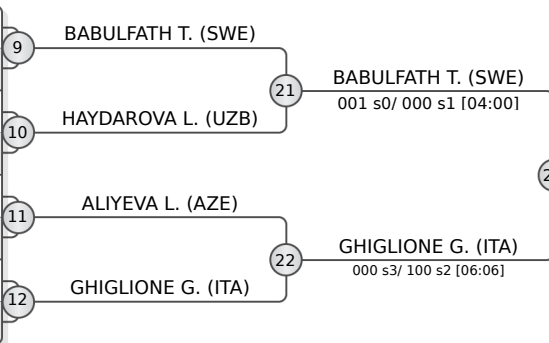 9
BABULFATH T. (SWE)
21
BABULFATH T. (SWE)
001 s0/ 000 s1 [04:00]
10
HAYDAROVA L. (UZB)
11
ALIYEVA L. (AZE)
22
GHIGLIONE G. (ITA)
000 s3/ 100 s2 [06:06]
12
GHIGLIONE G. (ITA)